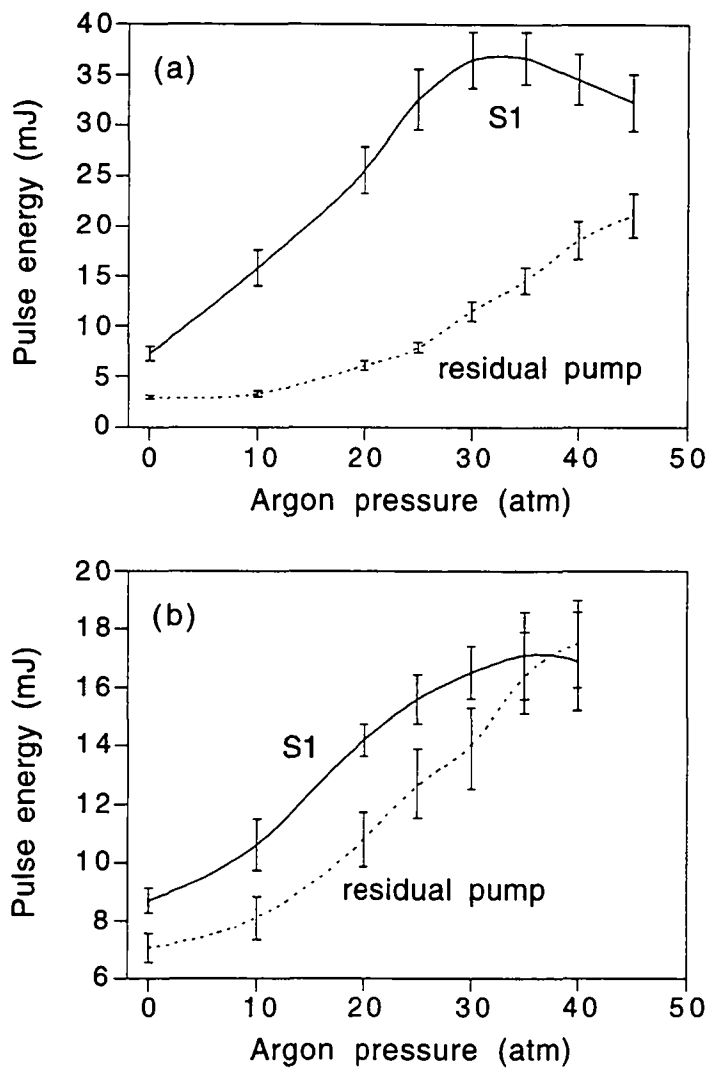 40
35
30
25
20
15
10
5
0
Pulse energy (mJ)
(a)
S1
residual pump
0 10 20 30 40 50
Argon pressure (atm)
20
18
16
14
12
10
8
6
Pulse energy (mJ)
(b)
S1
residual pump
0 10 20 30 40 50
Argon pressure (atm)